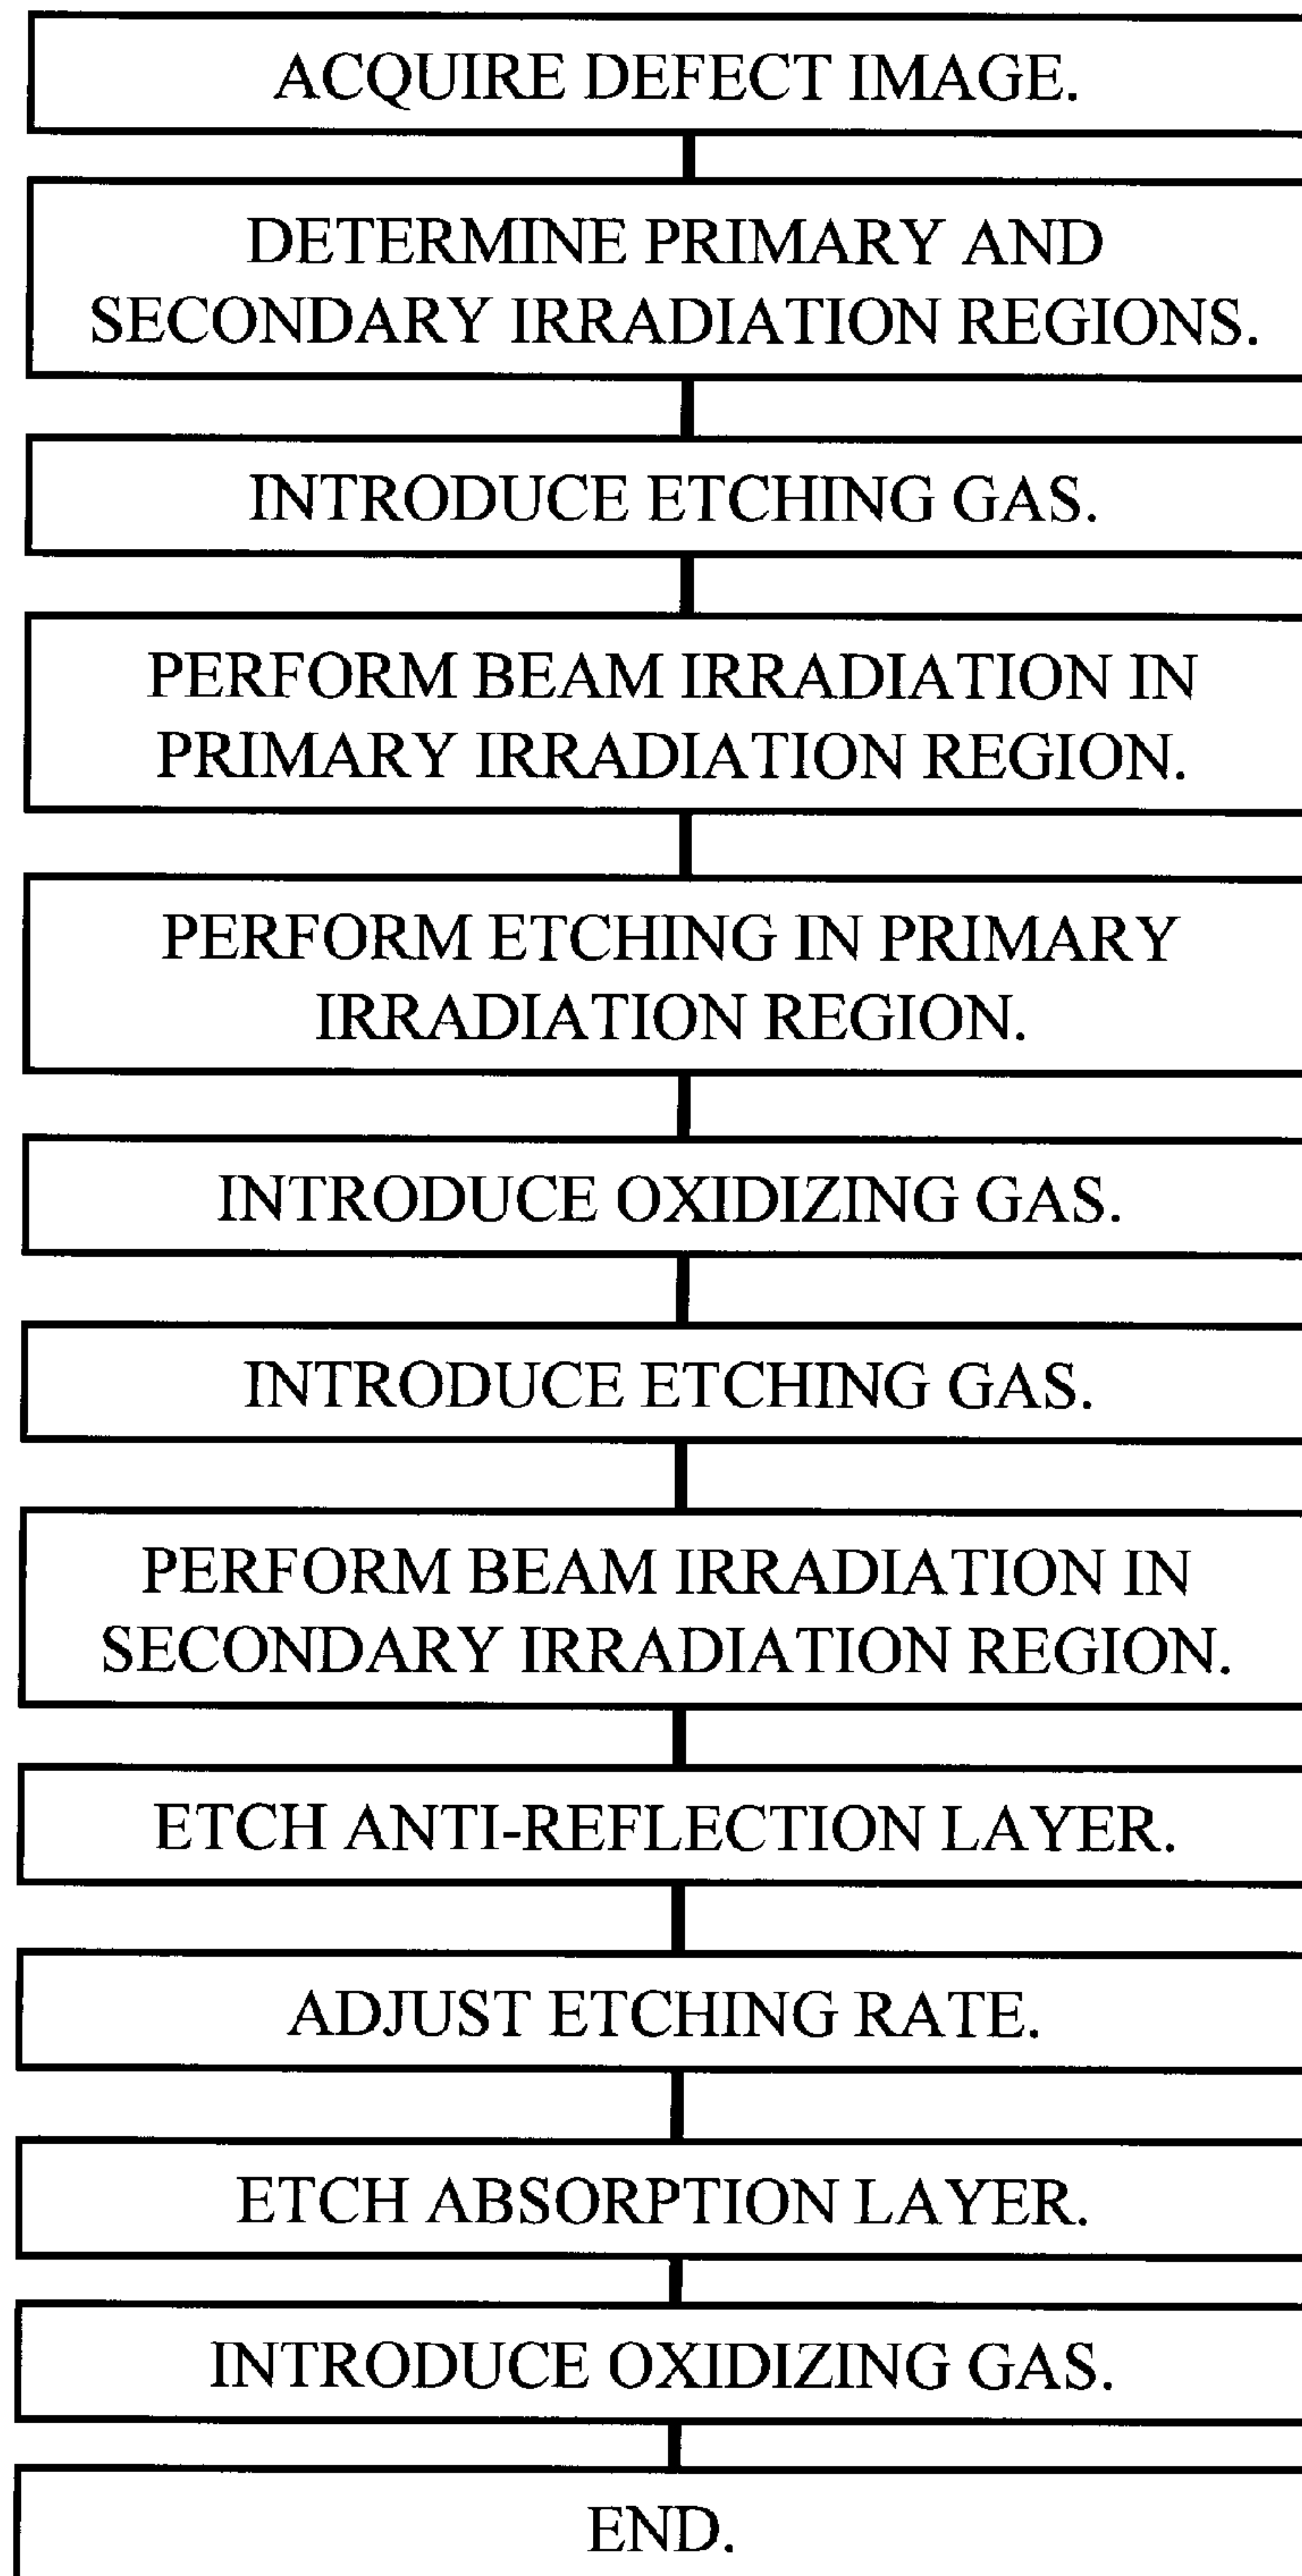 ACQUIRE DEFECT IMAGE.
DETERMINE PRIMARY AND
SECONDARY IRRADIATION REGIONS.
INTRODUCE ETCHING GAS.
PERFORM BEAM IRRADIATION IN
PRIMARY IRRADIATION REGION.
PERFORM ETCHING IN PRIMARY
IRRADIATION REGION.
INTRODUCE OXIDIZING GAS.
INTRODUCE ETCHING GAS.
PERFORM BEAM IRRADIATION IN
SECONDARY IRRADIATION REGION.
ETCH ANTI-REFLECTION LAYER.
ADJUST ETCHING RATE.
ETCH ABSORPTION LAYER.
INTRODUCE OXIDIZING GAS.
END.